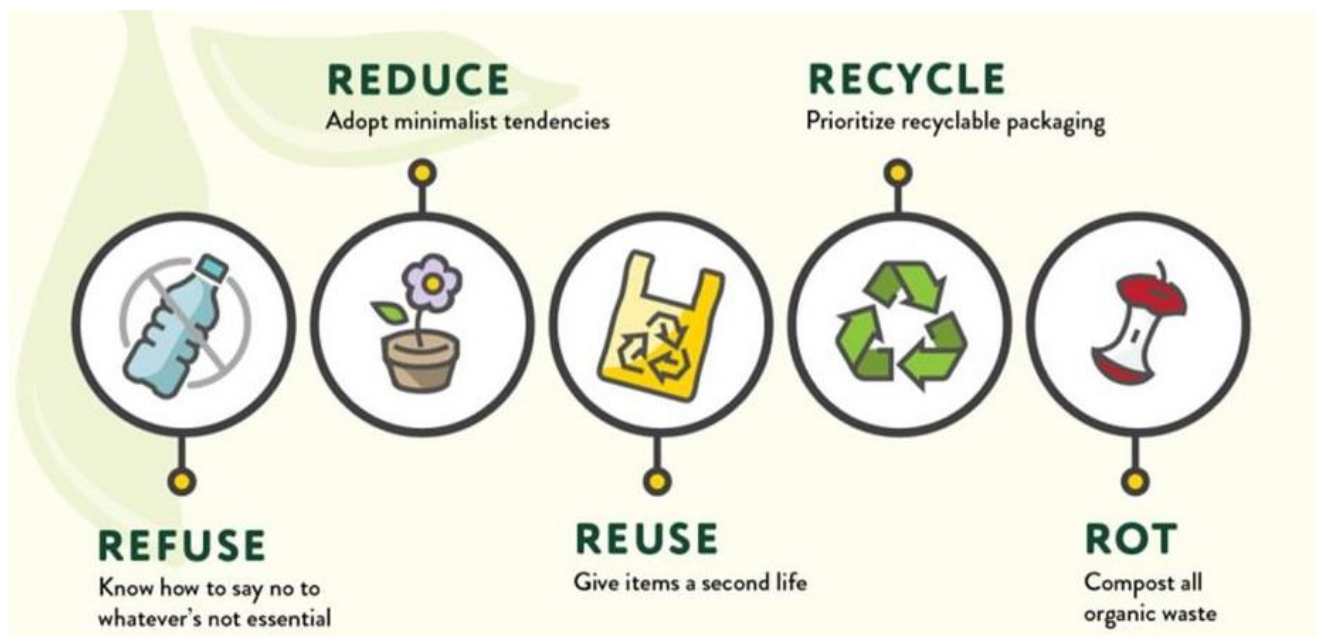 REDUCE
Adopt minimalist tendencies
RECYCLE
Prioritize recyclable packaging
REFUSE
Know how to say no to
whatever's not essential
REUSE
Give items a second life
ROT
Compost all
organic waste